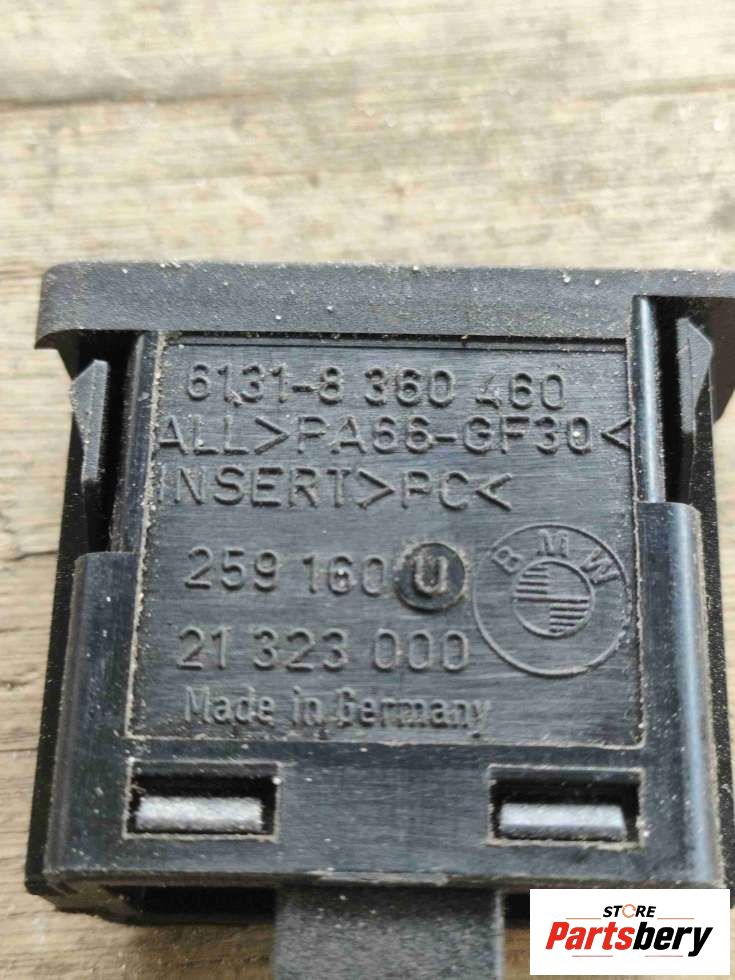 6131-8 360 460
ALL>PA66-GF30<
INSERT>PC<
259 160 U
BMW
21 323 000
Made in Germany
STORE
Partsbery